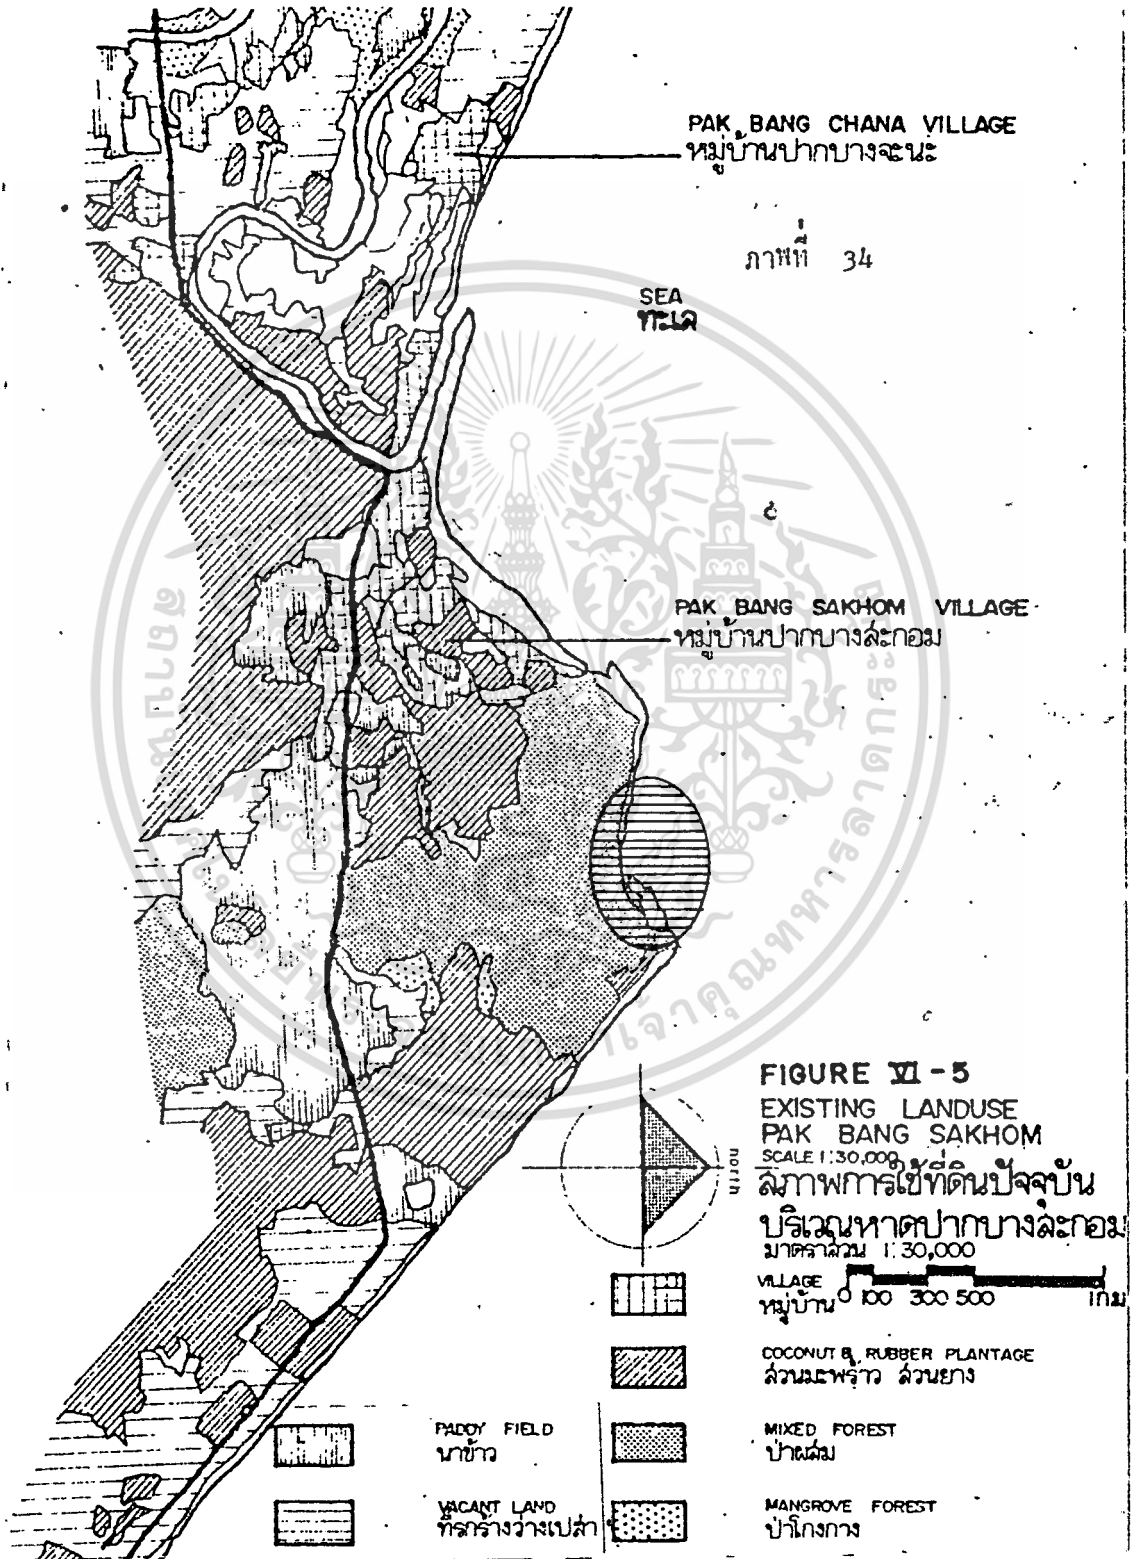 PAK BANG CHANA VILLAGE
หมู่บ้านปากบางจะนะ
ภาพที่ 34
SEA
ทะเล
PAK BANG SAKHOM VILLAGE
หมู่บ้านปากบางสะกอม
FIGURE VI - 5
EXISTING LANDUSE
PAK BANG SAKHOM
SCALE 1:30,000
north
สภาพการใช้ที่ดินปัจจุบัน
บริเวณหาดปากบางสะกอม
มาตราส่วน 1:30,000
VILLAGE
หมู่บ้าน
0 100 300 500 1กม
COCONUT & RUBBER PLANTAGE
สวนมะพร้าว สวนยาง
PADDY FIELD
นาข้าว
MIXED FOREST
ป่าผสม
VACANT LAND
ที่รกร้างว่างเปล่า
MANGROVE FOREST
ป่าโกงกาง